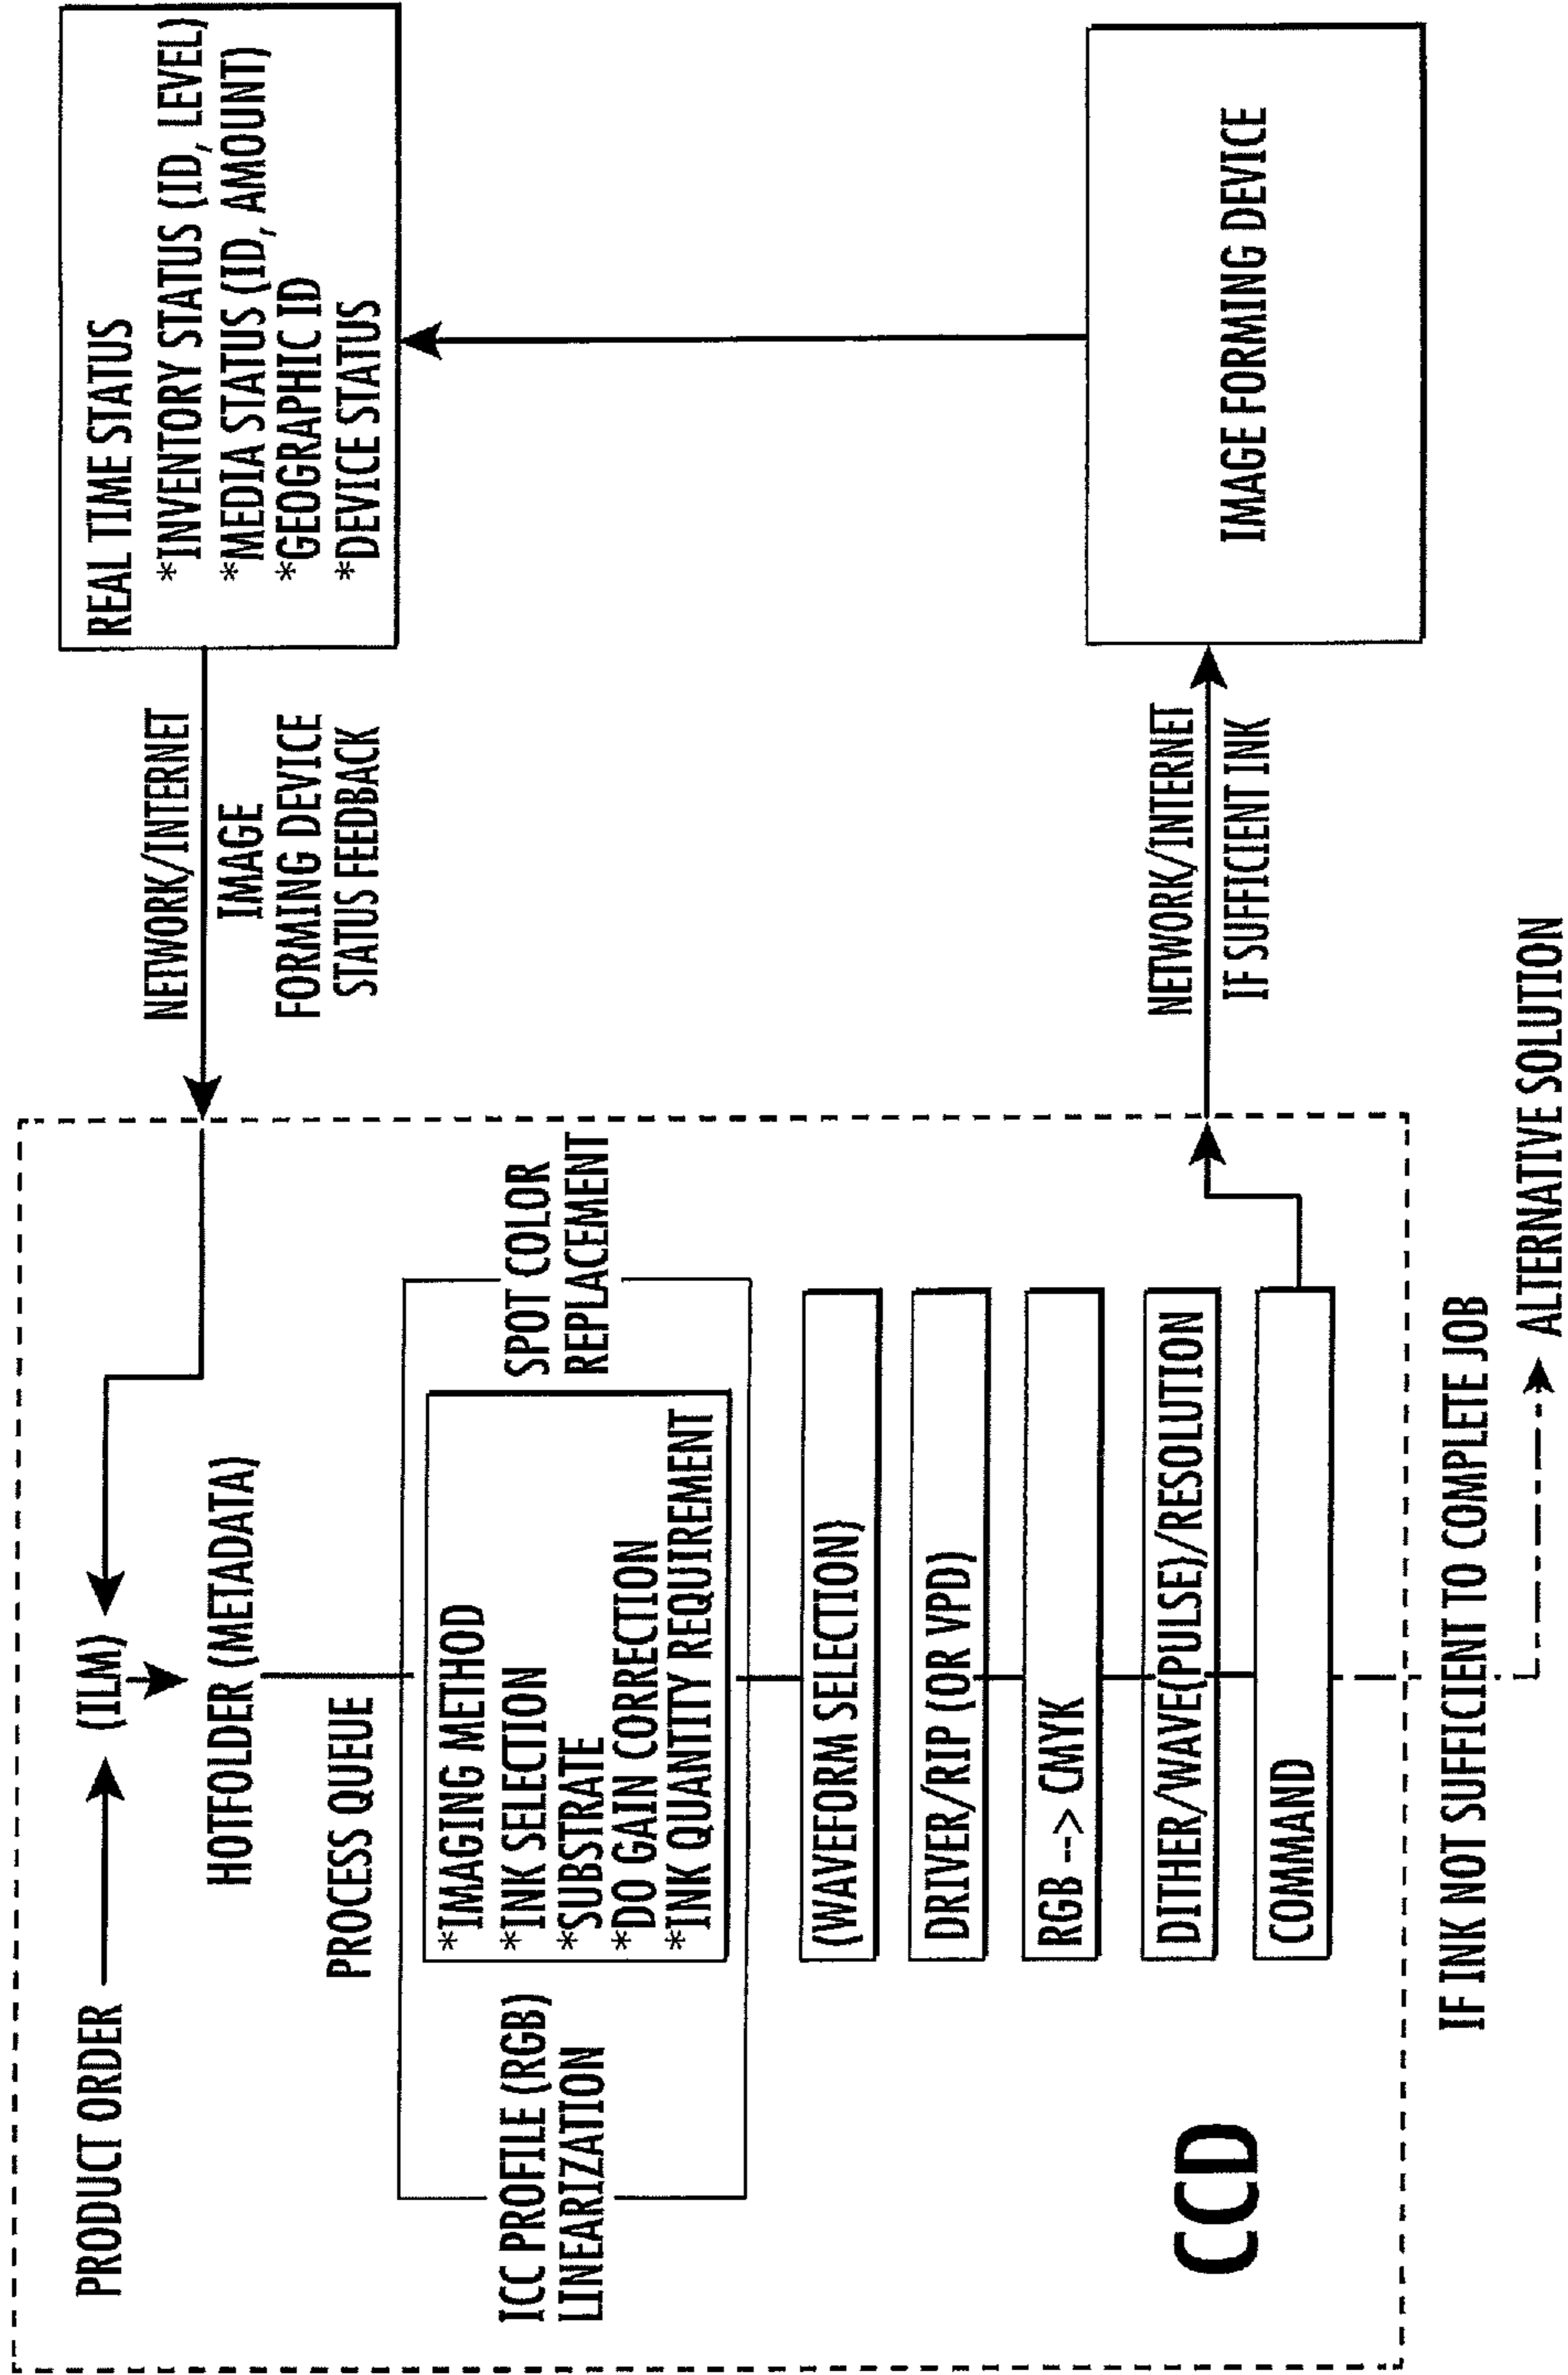 PRODUCT ORDER
(ILM)
HOTFOLDER (METADATA)
PROCESS QUEUE
ICC PROFILE (RGB)
LINEARIZATION
*IMAGING METHOD
*INK SELECTION
*SUBSTRATE
*DO GAIN CORRECTION
*INK QUANTITY REQUIREMENT
SPOT COLOR
REPLACEMENT
(WAVEFORM SELECTION)
DRIVER/RIP (OR VPD)
RGB --> CMYK
DITHER/WAVE(PULSE)/RESOLUTION
COMMAND
CCD
IF INK NOT SUFFICIENT TO COMPLETE JOB
ALTERNATIVE SOLUTION
NETWORK/INTERNET
IMAGE
FORMING DEVICE
STATUS FEEDBACK
REAL TIME STATUS
*INVENTORY STATUS (ID, LEVEL)
*MEDIA STATUS (ID, AMOUNT)
*GEOGRAPHIC ID
*DEVICE STATUS
NETWORK/INTERNET
IF SUFFICIENT INK
IMAGE FORMING DEVICE